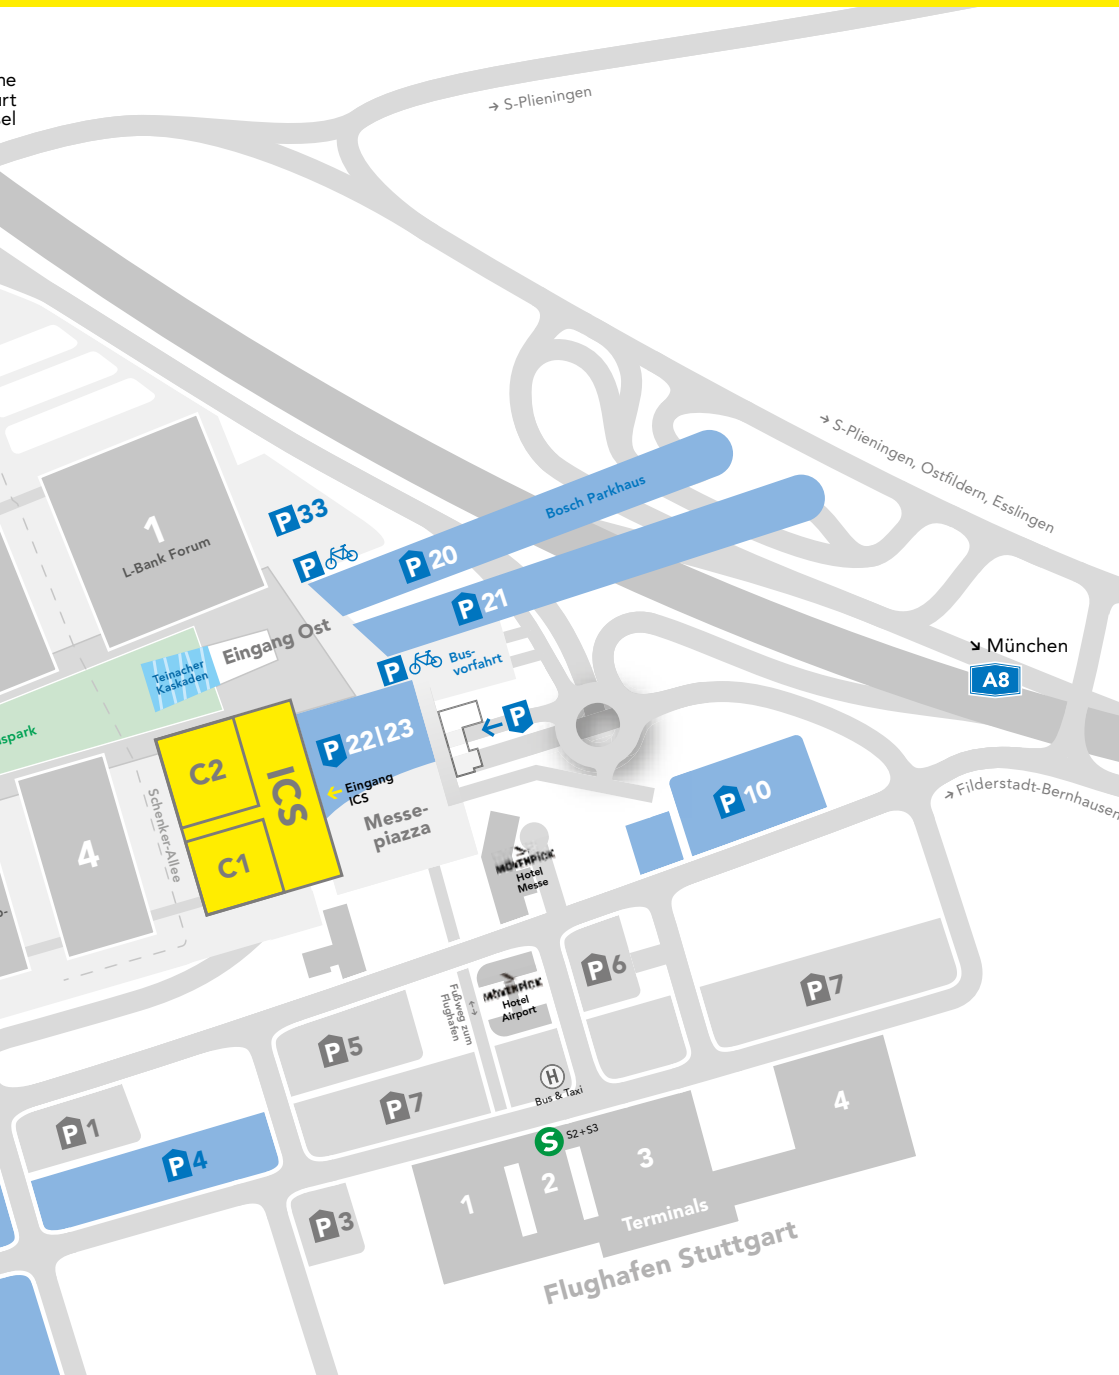 → S-Plieningen
→ S-Plieningen, Ostfildern, Esslingen
P33
P
Bosch Parkhaus
P20
P21
1
L-Bank Forum
Eingang Ost
Teinacher
Kaskaden
P
Bus-
vorfahrt
↘ München
A8
P22|23
← P
← Eingang
ICS
Messe-
piazza
C2
ICS
C1
Schenker-Allee
4
P10
→ Filderstadt-Bernhausen
MÖVENPICK
Hotel
Messe
P6
P7
MÖVENPICK
Hotel
Airport
Fußweg zum
Flughafen
P5
P7
H
Bus & Taxi
P1
P4
S S2+S3
P3
1
2
3
4
Terminals
Flughafen Stuttgart